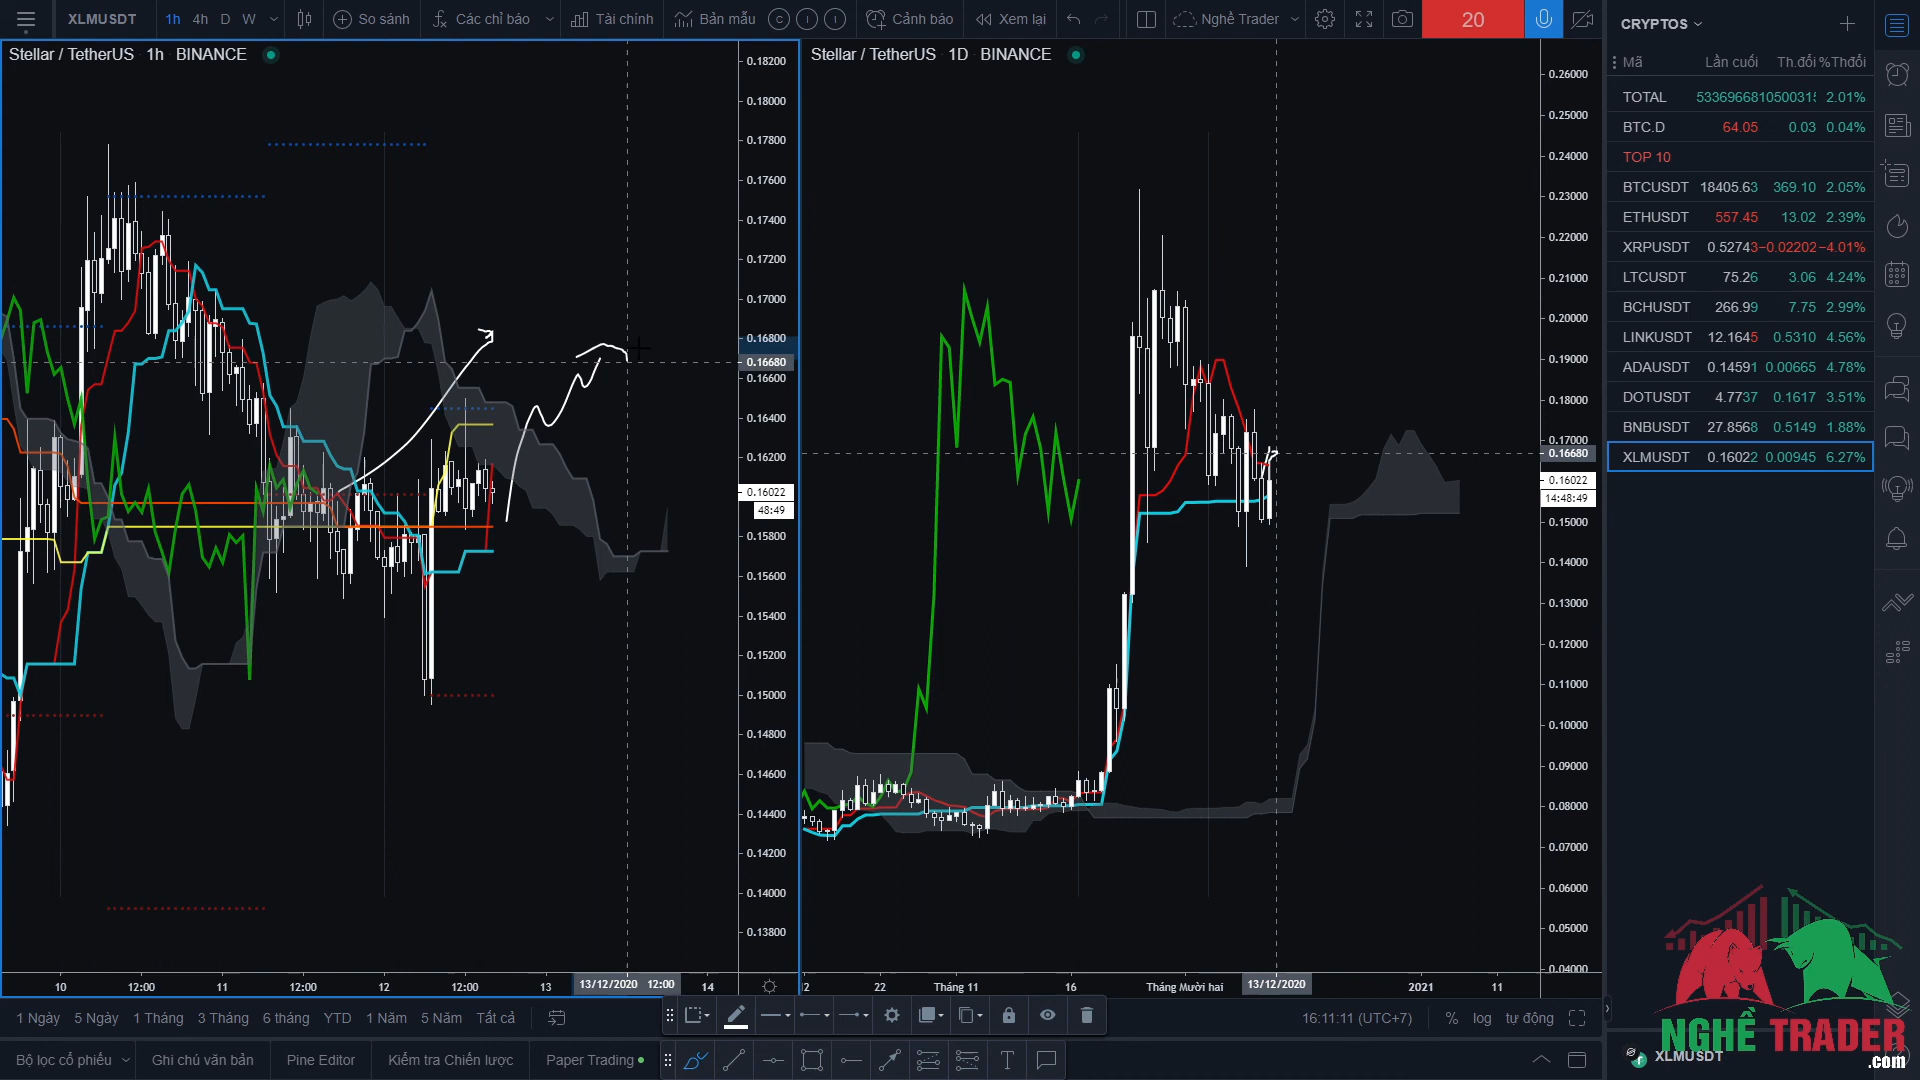 XLMUSDT 1h 4h D W So sánh Các chỉ báo Tài chính Bản mẫu C I I Cảnh báo Xem lại Nghề Trader 20
Stellar / TetherUS 1h BINANCE
Stellar / TetherUS 1D BINANCE
0.18200
0.18000
0.17800
0.17600
0.17400
0.17200
0.17000
0.16800
0.16680
0.16600
0.16400
0.16200
0.16022
48:49
0.15800
0.15600
0.15400
0.15200
0.15000
0.14800
0.14600
0.14400
0.14200
0.14000
0.13800
10 12:00 11 12:00 12 12:00 13 13/12/2020 12:00 14
0.26000
0.25000
0.24000
0.23000
0.22000
0.21000
0.20000
0.19000
0.18000
0.17000
0.16680
0.16022
14:48:49
0.15000
0.14000
0.13000
0.12000
0.11000
0.10000
0.09000
0.08000
0.07000
0.06000
0.05000
0.04000
22 Tháng 11 16 Tháng Mười hai 13/12/2020 2021 11
CRYPTOS
Mã Lần cuối Th.đổi %Thđổi
TOTAL 2.01%
BTC.D 64.05 0.03 0.04%
TOP 10
BTCUSDT 18405.63 369.10 2.05%
ETHUSDT 557.45 13.02 2.39%
XRPUSDT 0.52743 −0.02202 −4.01%
LTCUSDT 75.26 3.06 4.24%
BCHUSDT 266.99 7.75 2.99%
LINKUSDT 12.1645 0.5310 4.56%
ADAUSDT 0.14591 0.00665 4.78%
DOTUSDT 4.7737 0.1617 3.51%
BNBUSDT 27.8568 0.5149 1.88%
XLMUSDT 0.16022 0.00945 6.27%
1 Ngày 5 Ngày 1 Tháng 3 Tháng 6 tháng YTD 1 Năm 5 Năm Tất cả
16:11:11 (UTC+7) % log tự động
Bộ lọc cổ phiếu Ghi chú văn bản Pine Editor Kiểm tra Chiến lược Paper Trading
NGHỀ TRADER
.com
XLMUSDT